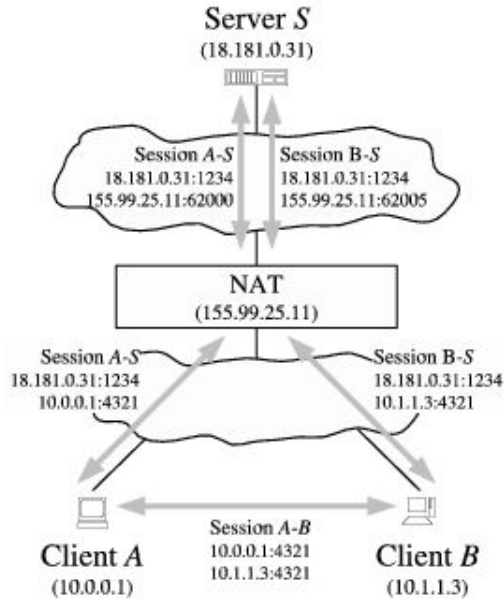 Server S
(18.181.0.31)
Session A-S
18.181.0.31:1234
155.99.25.11:62000
Session B-S
18.181.0.31:1234
155.99.25.11:62005
NAT
(155.99.25.11)
Session A-S
18.181.0.31:1234
10.0.0.1:4321
Session B-S
18.181.0.31:1234
10.1.1.3:4321
Session A-B
10.0.0.1:4321
10.1.1.3:4321
Client A
(10.0.0.1)
Client B
(10.1.1.3)